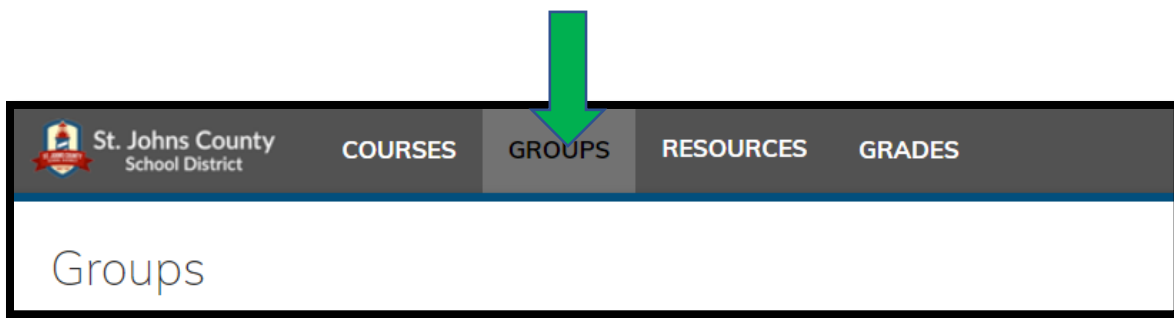 St. Johns County
School District
COURSES
GROUPS
RESOURCES
GRADES
Groups